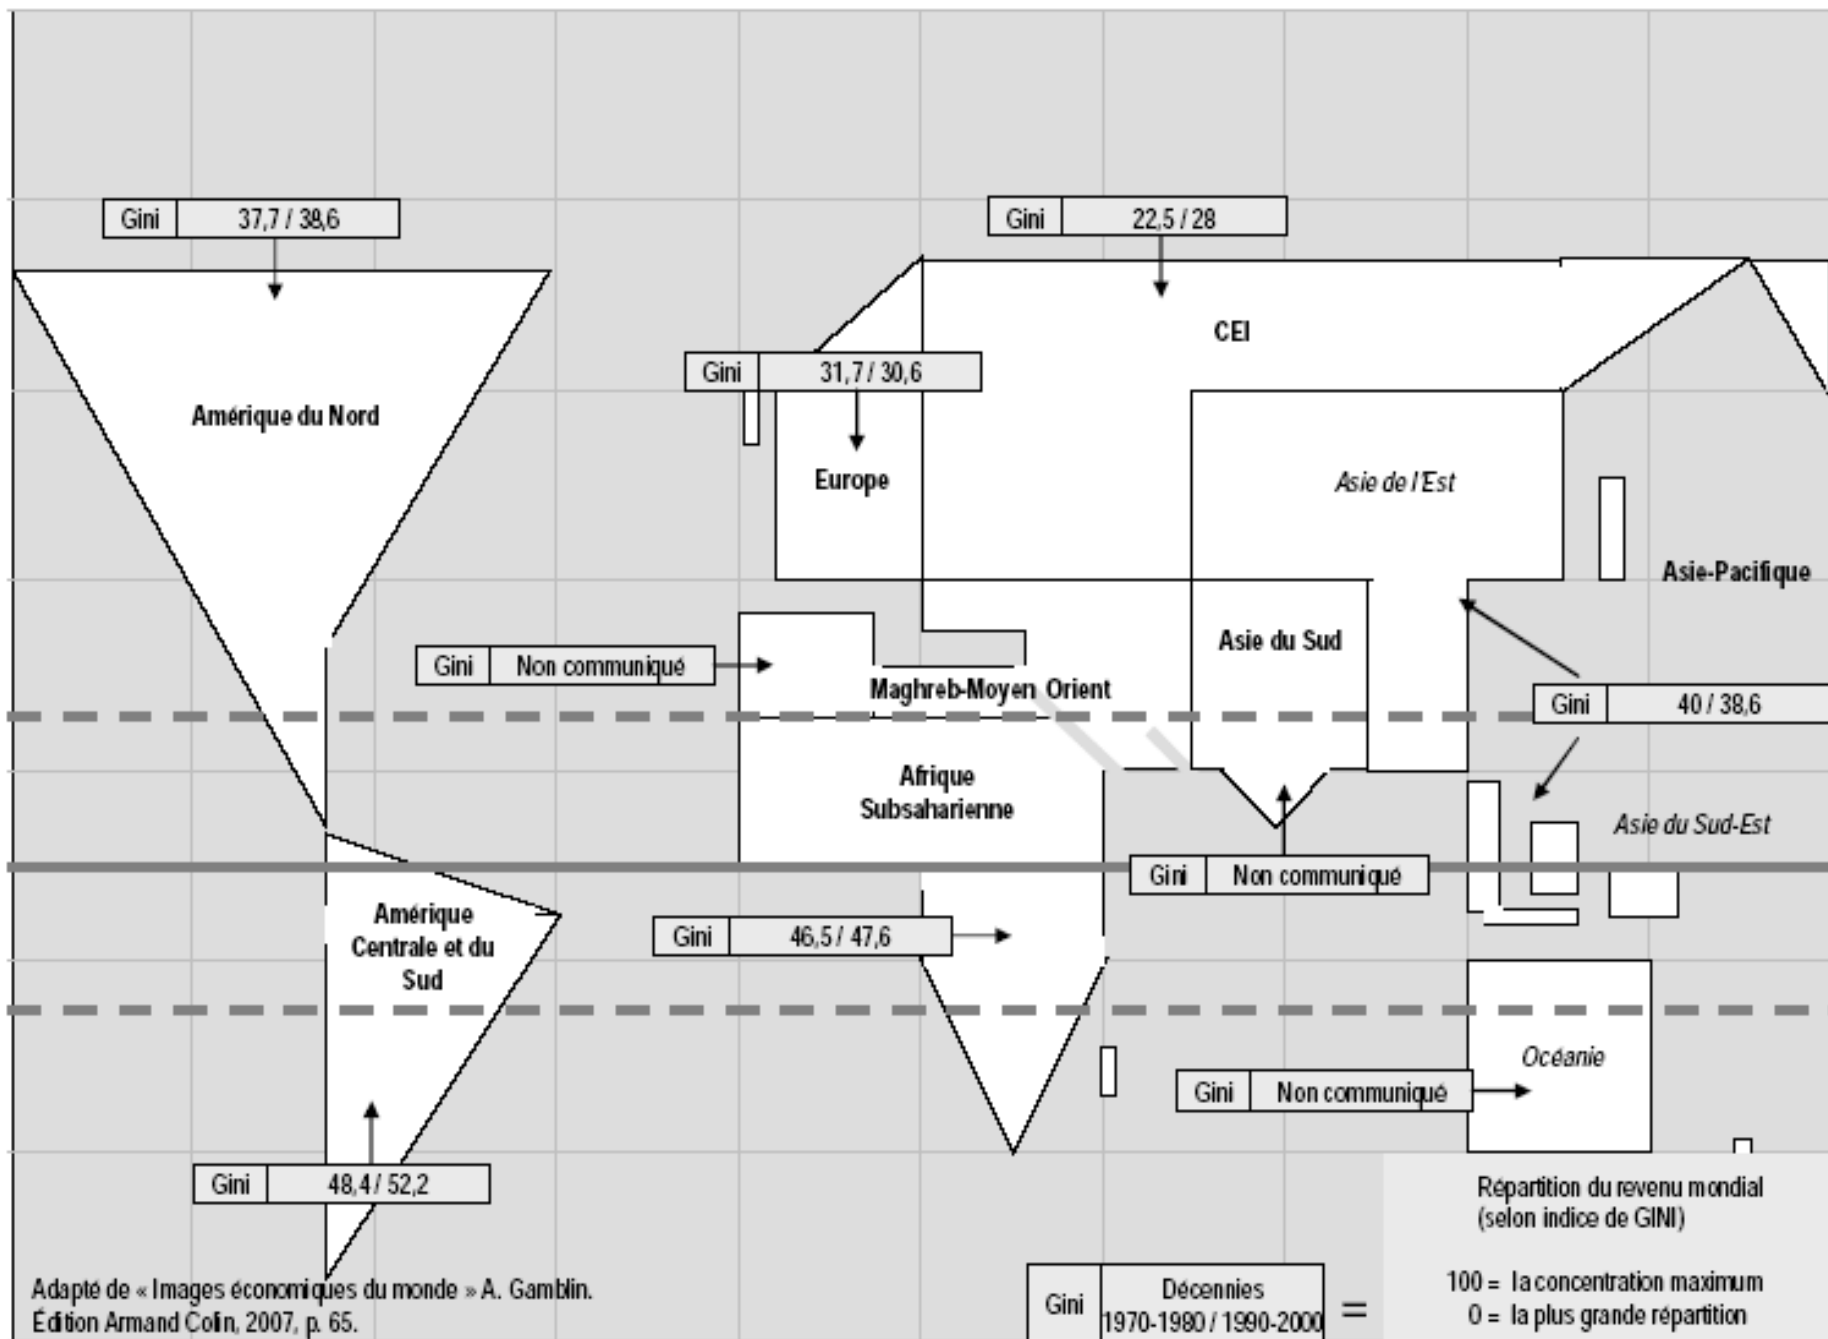 Gini 37,7 / 38,6
Gini 22,5 / 28
CEI
Gini 31,7 / 30,6
Amérique du Nord
Europe
Asie de l'Est
Asie-Pacifique
Gini Non communiqué
Asie du Sud
Maghreb-Moyen Orient
Gini 40 / 38,6
Afrique
Subsaharienne
Asie du Sud-Est
Gini Non communiqué
Amérique
Centrale et du
Sud
Gini 46,5 / 47,6
Océanie
Gini Non communiqué
Gini 48,4 / 52,2
Répartition du revenu mondial
(selon indice de GINI)
Adapté de « Images économiques du monde » A. Gamblin.
Édition Armand Colin, 2007, p. 65.
Gini Décennies
1970-1980 / 1990-2000
=
100 = la concentration maximum
0 = la plus grande répartition